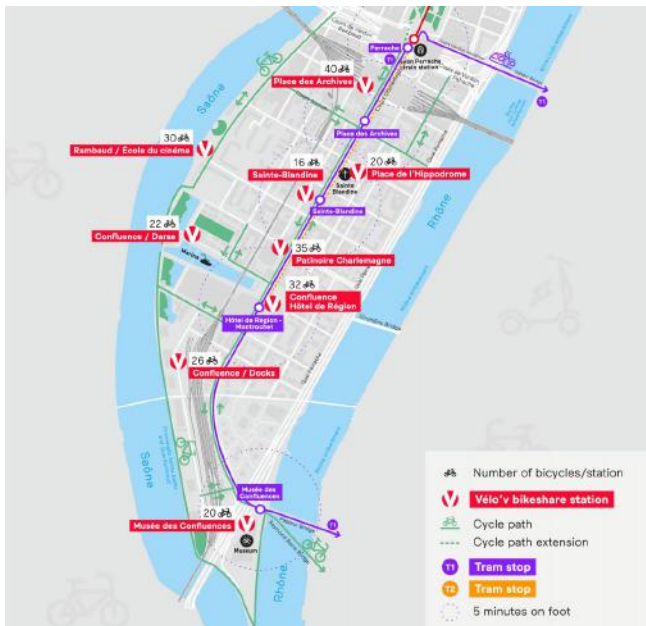 Saône
Perrache
T1
T1
40
Place des Archives
Place des Archives
30
Rambaud / École du cinéma
16
Sainte-Blandine
20
Place de l'Hippodrome
Sainte
Blandine
Sainte-Blandine
Rhône
22
Confluence / Darse
Marina
35
Patinoire Charlemagne
32
Confluence
Hôtel de Région
Hôtel de Région -
Montrochet
26
Confluence / Docks
Saône
Musée des
Confluences
T1
20
Musée des Confluences
Museum
Rhône
Number of bicycles/station
Vélo'v bikeshare station
Cycle path
Cycle path extension
T1 Tram stop
T2 Tram stop
5 minutes on foot